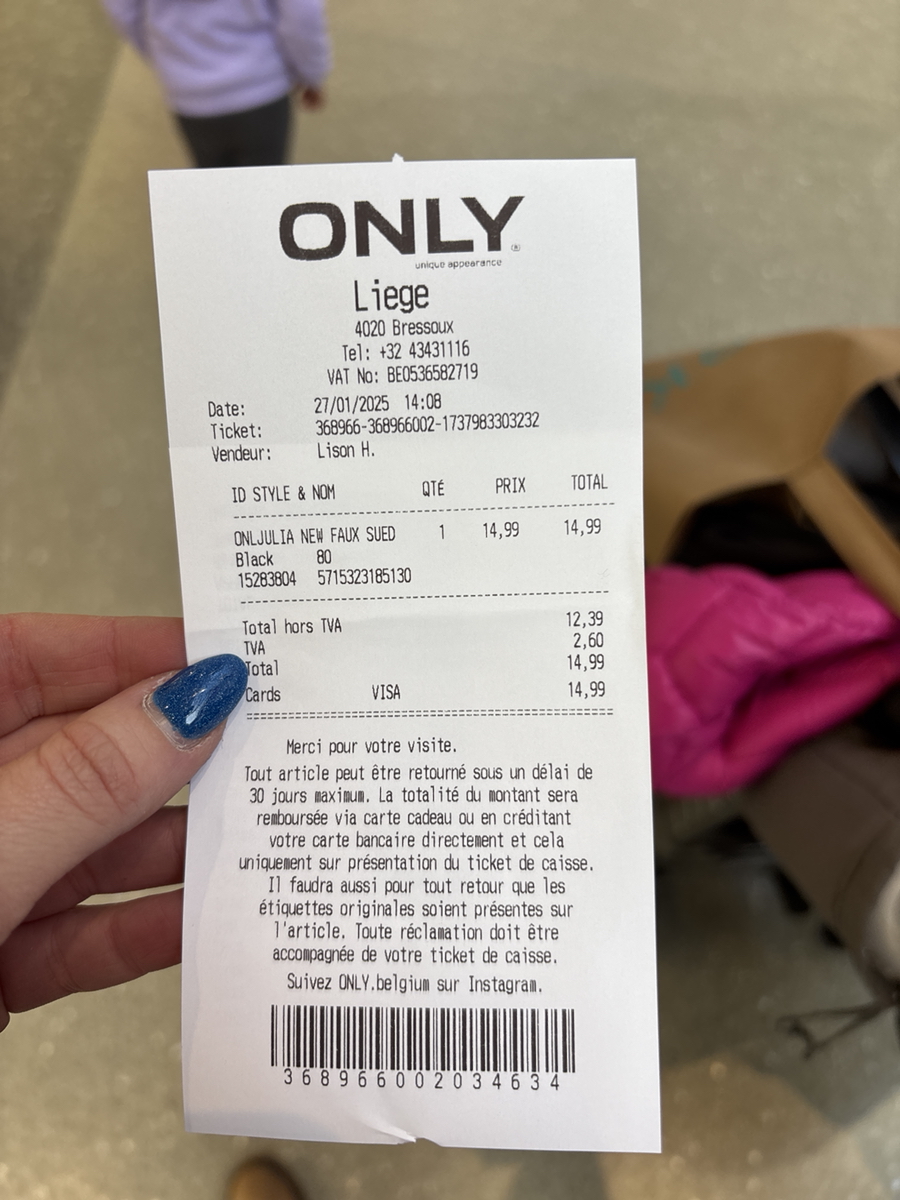 ONLY®
unique appearance
Liege
4020 Bressoux
Tel: +32 43431116
VAT No: BE0536582719
Date: 27/01/2025 14:08
Ticket: 368966-368966002-1737983303232
Vendeur: Lison H.
ID STYLE & NOM QTÉ PRIX TOTAL
ONLJULIA NEW FAUX SUED 1 14,99 14,99
Black 80
15283804 5715323185130
Total hors TVA 12,39
TVA 2,60
Total 14,99
Cards VISA 14,99
Merci pour votre visite.
Tout article peut être retourné sous un délai de
30 jours maximum. La totalité du montant sera
remboursée via carte cadeau ou en créditant
votre carte bancaire directement et cela
uniquement sur présentation du ticket de caisse.
Il faudra aussi pour tout retour que les
étiquettes originales soient présentes sur
l'article. Toute réclamation doit être
accompagnée de votre ticket de caisse.
Suivez ONLY.belgium sur Instagram.
368966002034634